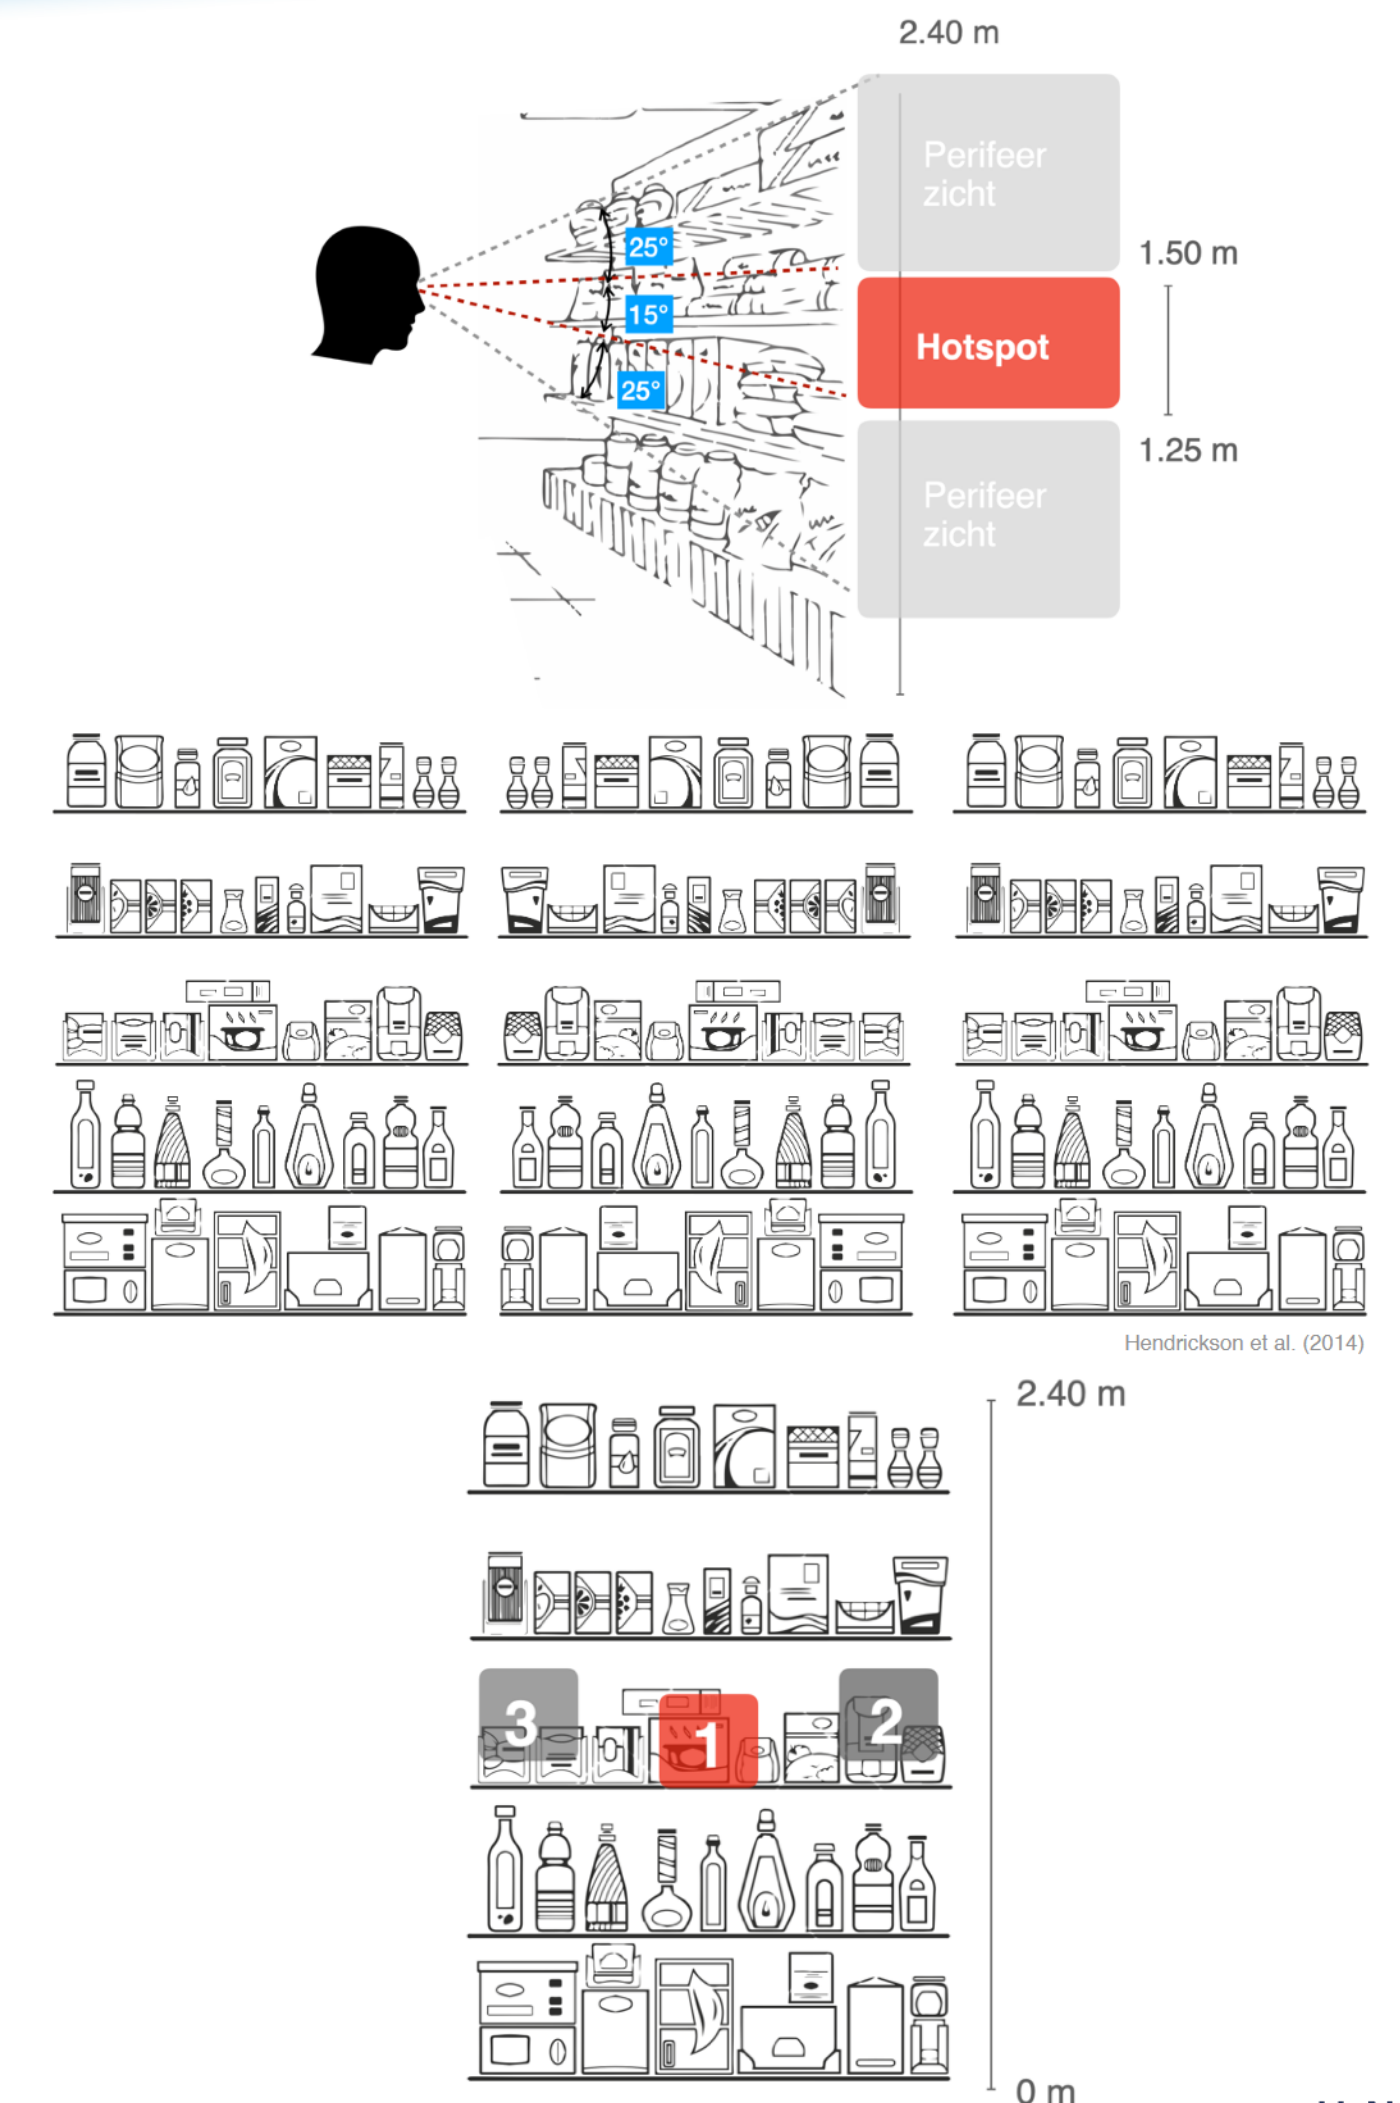 2.40 m
Perifeer
zicht
25°
1.50 m
15°
Hotspot
25°
1.25 m
Perifeer
zicht
Hendrickson et al. (2014)
2.40 m
3
1
2
0 m